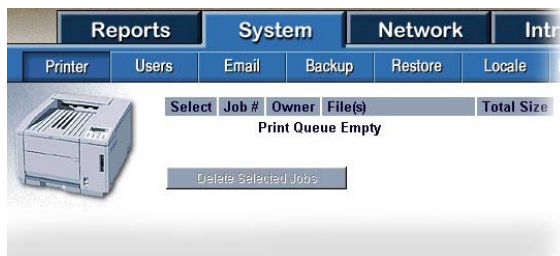 Reports System Network Intr
Printer Users Email Backup Restore Locale
Select Job # Owner File(s) Total Size
Print Queue Empty
Delete Selected Jobs